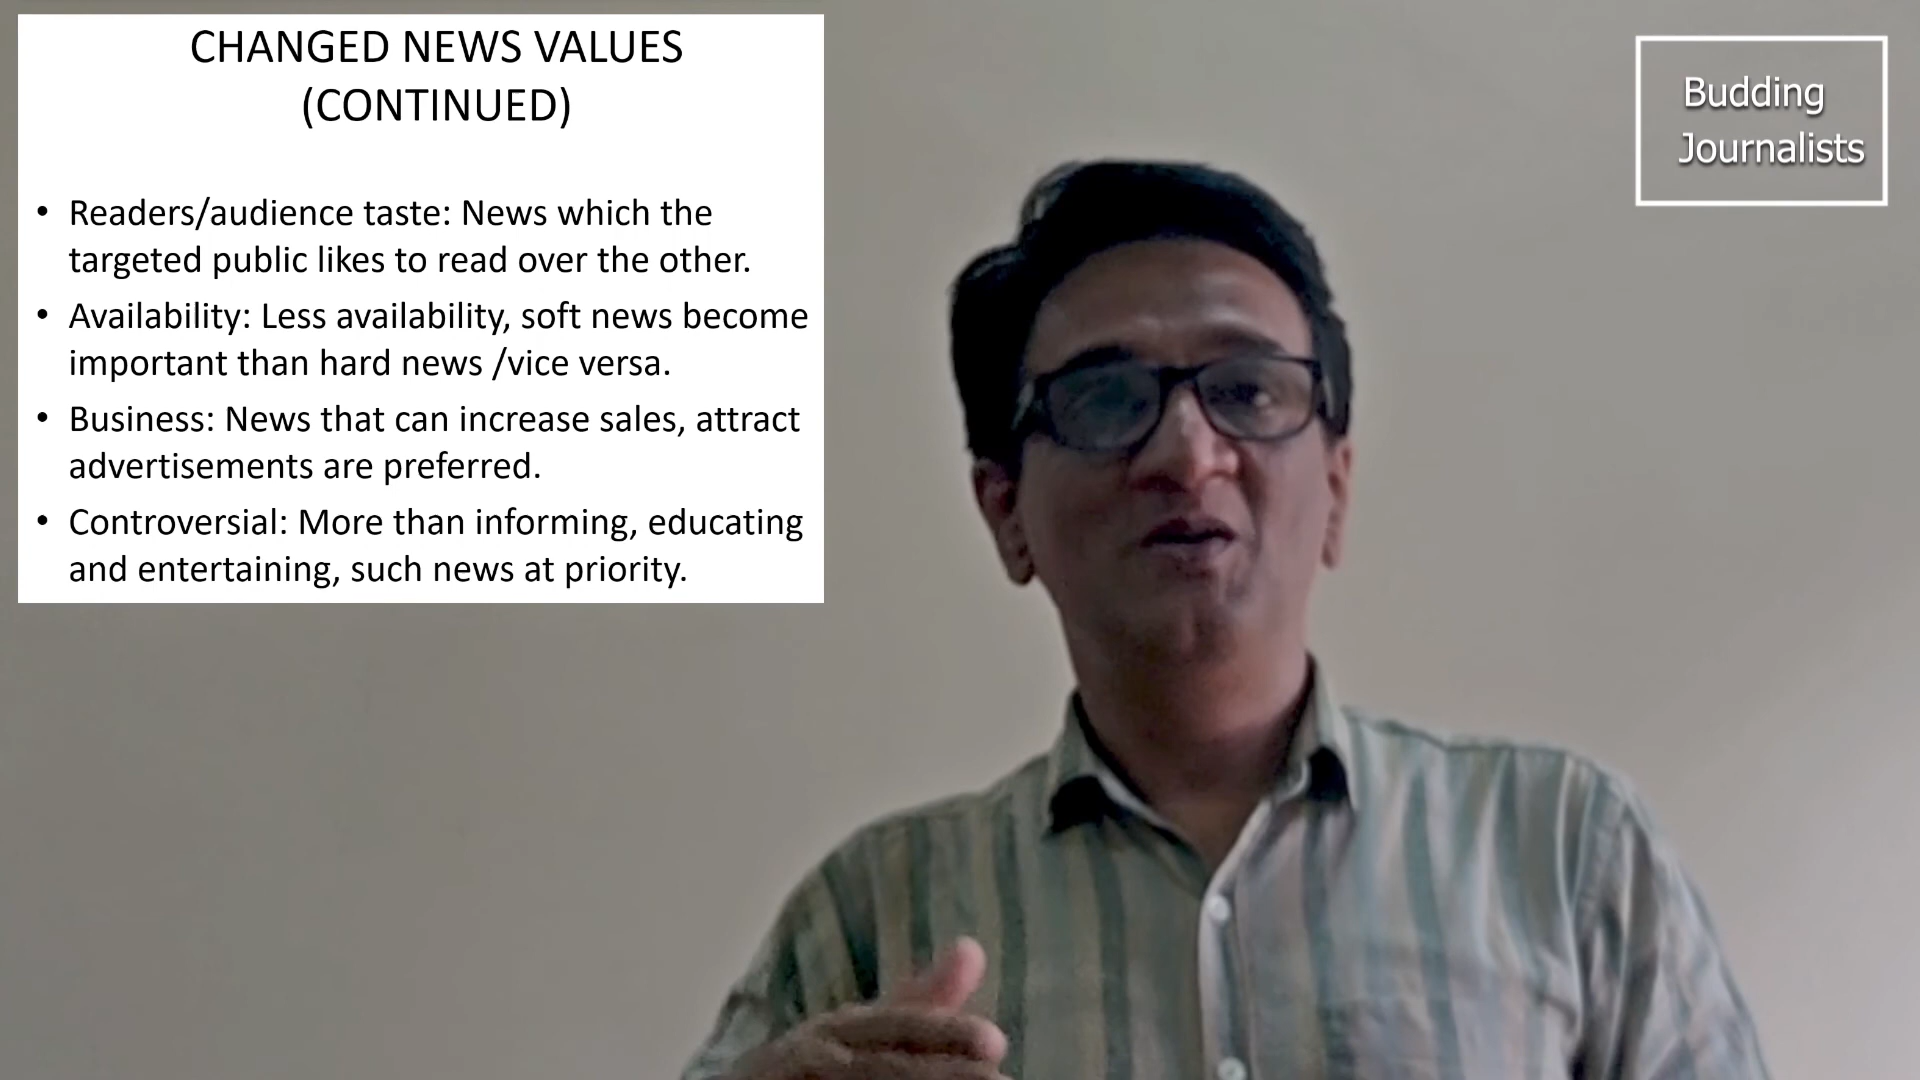 CHANGED NEWS VALUES
(CONTINUED)
• Readers/audience taste: News which the
targeted public likes to read over the other.
• Availability: Less availability, soft news become
important than hard news /vice versa.
• Business: News that can increase sales, attract
advertisements are preferred.
• Controversial: More than informing, educating
and entertaining, such news at priority.
Budding
Journalists